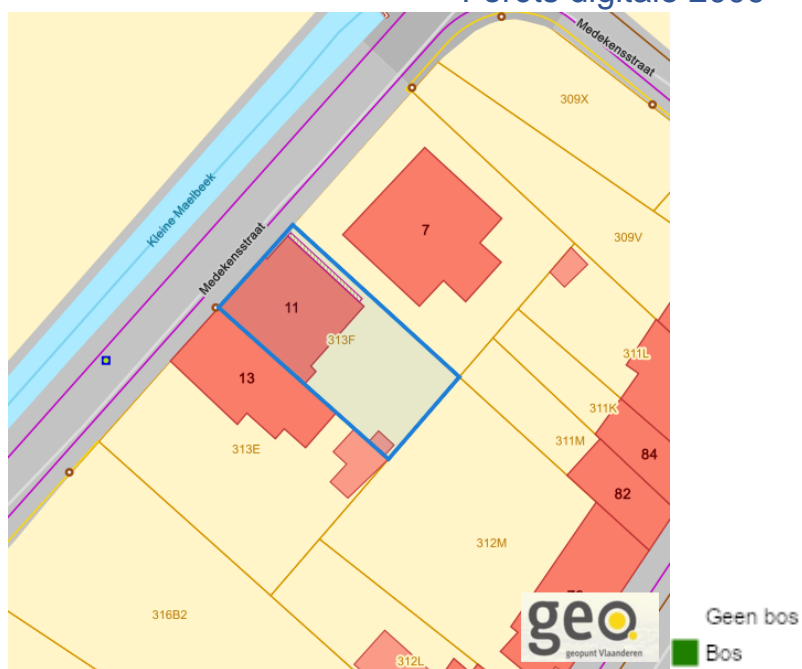 Medekensstraat
309X
Kleine Maelbeek
7
Medekensstraat
309V
11
313F
311L
13
311K
313E
311M
84
82
312M
316B2
geo
geopunt Vlaanderen
312L
Geen bos
Bos